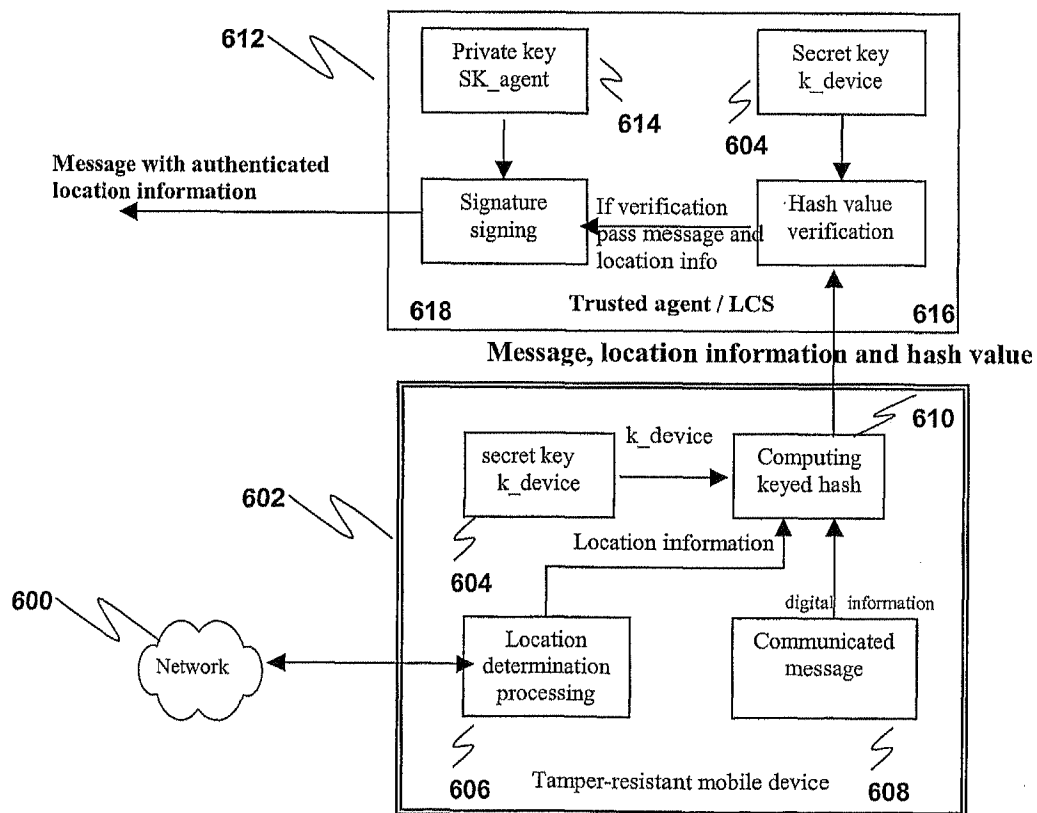 612
Private key
SK_agent
614
Secret key
k_device
604
Message with authenticated
location information
Signature
signing
If verification
pass message and
location info
Hash value
verification
618
Trusted agent / LCS
616
Message, location information and hash value
610
secret key
k_device
k_device
Computing
keyed hash
602
604
Location information
600
Network
digital information
Location
determination
processing
Communicated
message
606
Tamper-resistant mobile device
608